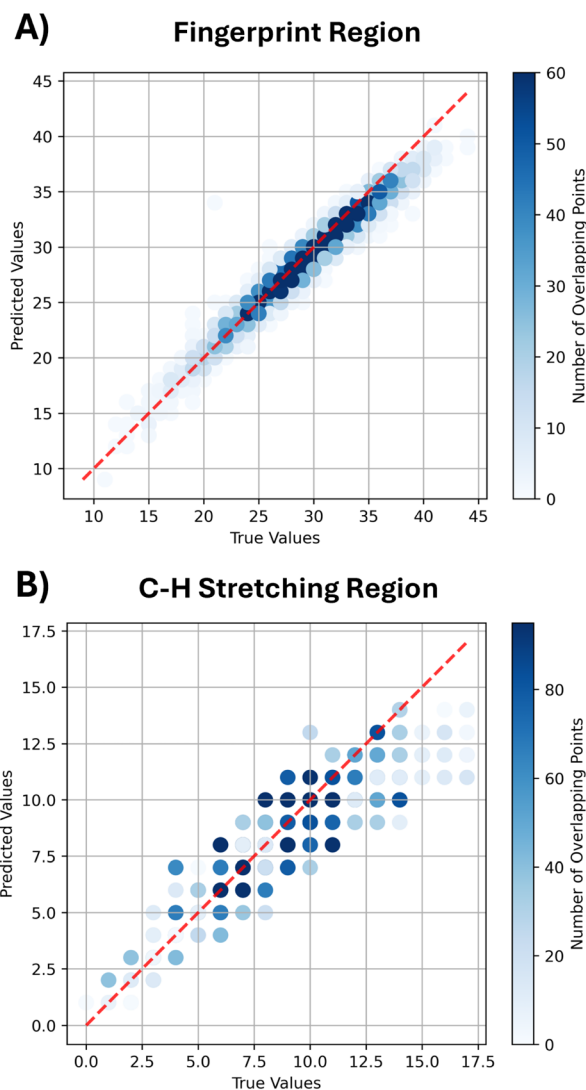 A)
Fingerprint Region
45
40
35
30
25
20
15
10
Predicted Values
10 15 20 25 30 35 40 45
True Values
60
50
40
30
20
10
0
Number of Overlapping Points
B)
C-H Stretching Region
17.5
15.0
12.5
10.0
7.5
5.0
2.5
0.0
Predicted Values
0.0 2.5 5.0 7.5 10.0 12.5 15.0 17.5
True Values
80
60
40
20
0
Number of Overlapping Points